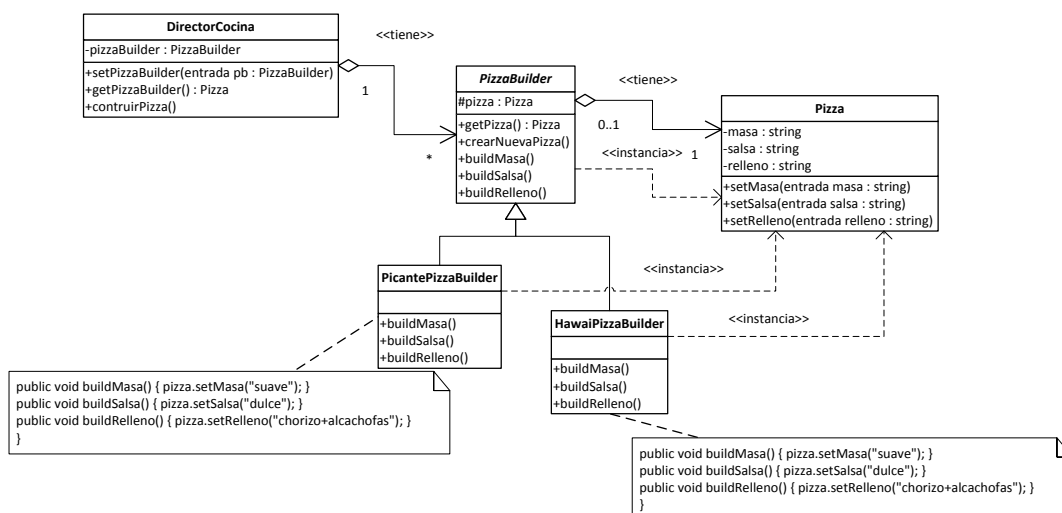 DirectorCocina
-pizzaBuilder : PizzaBuilder
+setPizzaBuilder(entrada pb : PizzaBuilder)
+getPizzaBuilder() : Pizza
+contruirPizza()
<<tiene>>
1
*
PizzaBuilder
#pizza : Pizza
+getPizza() : Pizza
+crearNuevaPizza()
+buildMasa()
+buildSalsa()
+buildRelleno()
<<tiene>>
0..1
1
<<instancia>>
Pizza
-masa : string
-salsa : string
-relleno : string
+setMasa(entrada masa : string)
+setSalsa(entrada salsa : string)
+setRelleno(entrada relleno : string)
PicantePizzaBuilder
+buildMasa()
+buildSalsa()
+buildRelleno()
<<instancia>>
HawaiPizzaBuilder
+buildMasa()
+buildSalsa()
+buildRelleno()
<<instancia>>
public void buildMasa() { pizza.setMasa("suave"); }
public void buildSalsa() { pizza.setSalsa("dulce"); }
public void buildRelleno() { pizza.setRelleno("chorizo+alcachofas"); }
}
public void buildMasa() { pizza.setMasa("suave"); }
public void buildSalsa() { pizza.setSalsa("dulce"); }
public void buildRelleno() { pizza.setRelleno("chorizo+alcachofas"); }
}